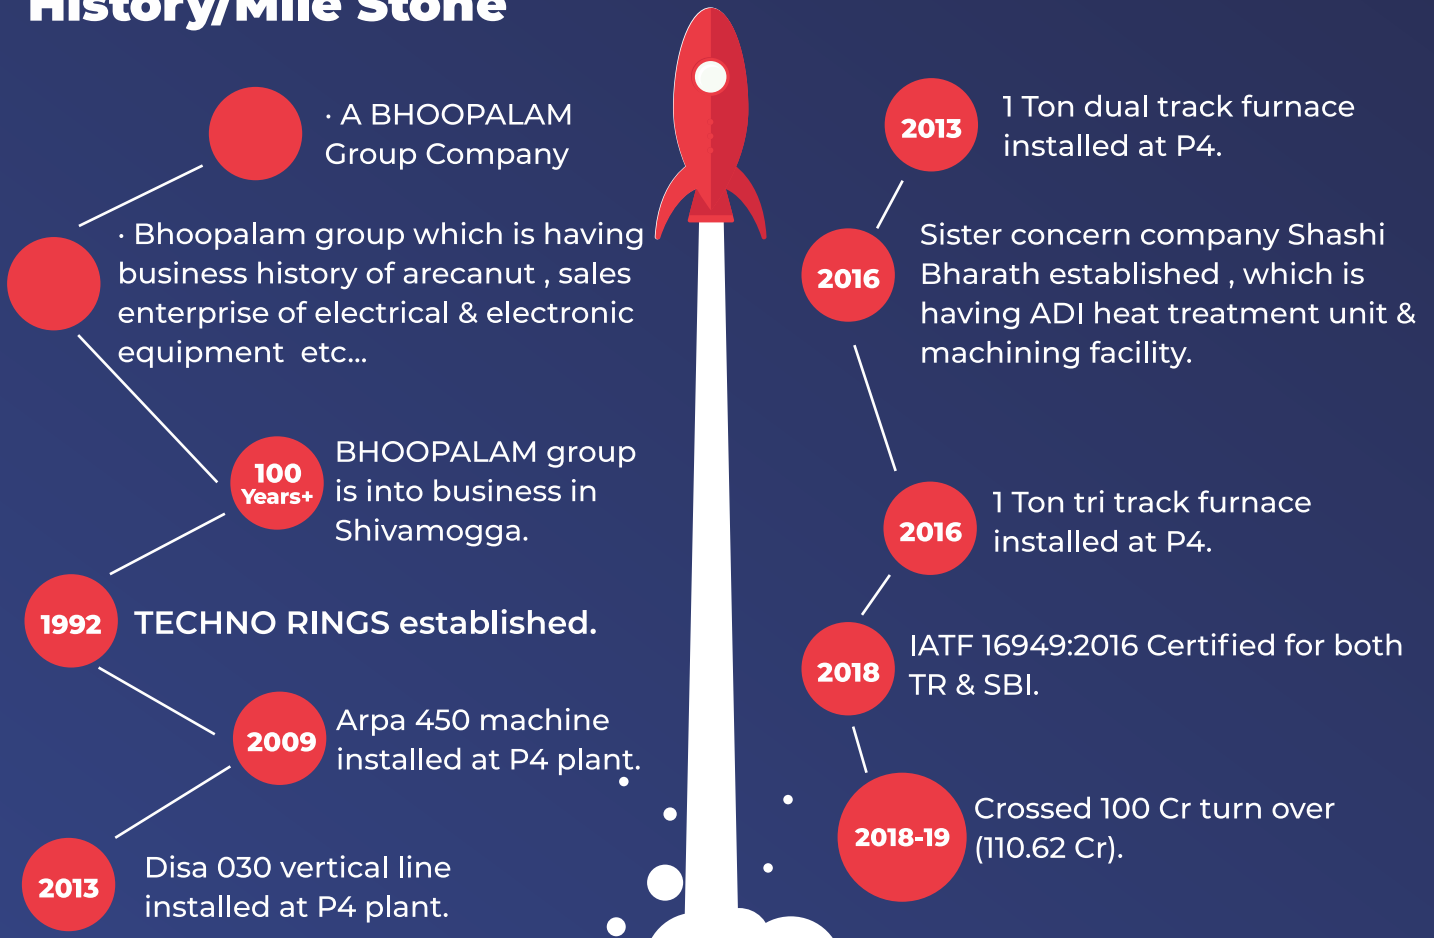 History/Mile Stone
· A BHOOPALAM
Group Company
· Bhoopalam group which is having
business history of arecanut , sales
enterprise of electrical & electronic
equipment  etc...
100
Years+
BHOOPALAM group
is into business in
Shivamogga.
1992
TECHNO RINGS established.
2009
Arpa 450 machine
installed at P4 plant.
2013
Disa 030 vertical line
installed at P4 plant.
2013
1 Ton dual track furnace
installed at P4.
2016
Sister concern company Shashi
Bharath established , which is
having ADI heat treatment unit &
machining facility.
2016
1 Ton tri track furnace
installed at P4.
2018
IATF 16949:2016 Certified for both
TR & SBI.
2018-19
Crossed 100 Cr turn over
(110.62 Cr).